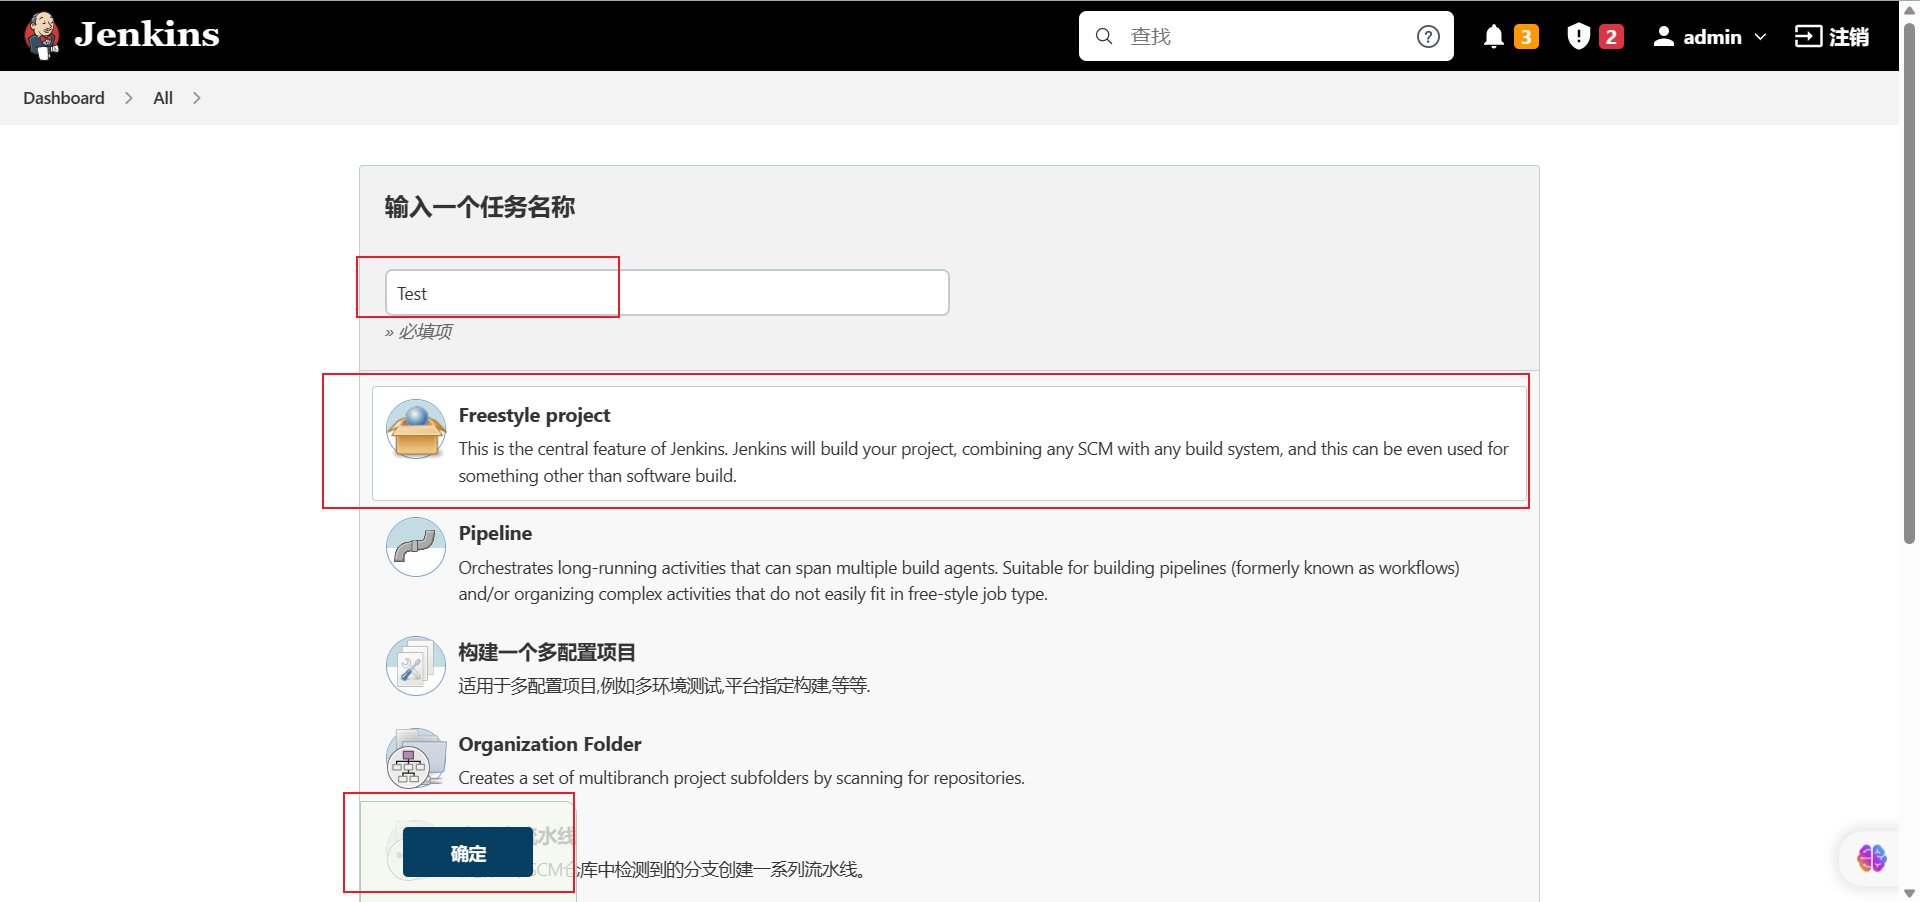 Jenkins
查找
3
2
admin
注销
Dashboard
All
输入一个任务名称
Test
» 必填项
Freestyle project
This is the central feature of Jenkins. Jenkins will build your project, combining any SCM with any build system, and this can be even used for
something other than software build.
Pipeline
Orchestrates long-running activities that can span multiple build agents. Suitable for building pipelines (formerly known as workflows)
and/or organizing complex activities that do not easily fit in free-style job type.
构建一个多配置项目
适用于多配置项目,例如多环境测试,平台指定构建,等等.
Organization Folder
Creates a set of multibranch project subfolders by scanning for repositories.
流水线
确定
SCM仓库中检测到的分支创建一系列流水线。